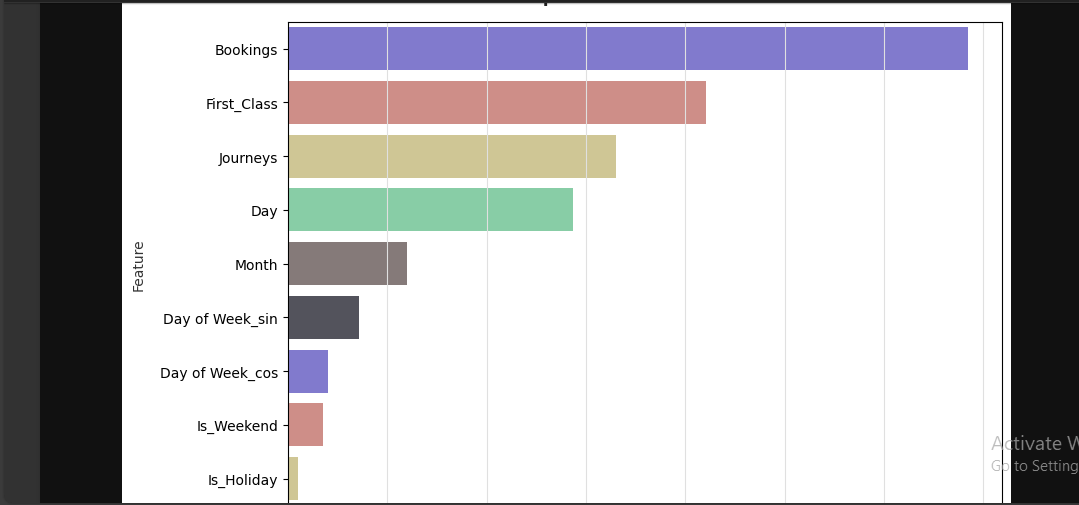 Bookings
First_Class
Journeys
Day
Month
Day of Week_sin
Day of Week_cos
Is_Weekend
Is_Holiday
Feature
Activate W
Go to Setting